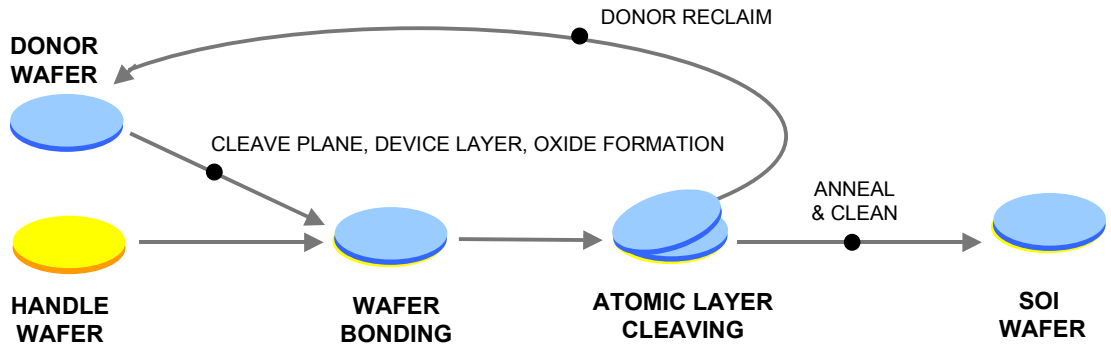 DONOR RECLAIM
DONOR
WAFER
CLEAVE PLANE, DEVICE LAYER, OXIDE FORMATION
ANNEAL
& CLEAN
HANDLE
WAFER
WAFER
BONDING
ATOMIC LAYER
CLEAVING
SOI
WAFER